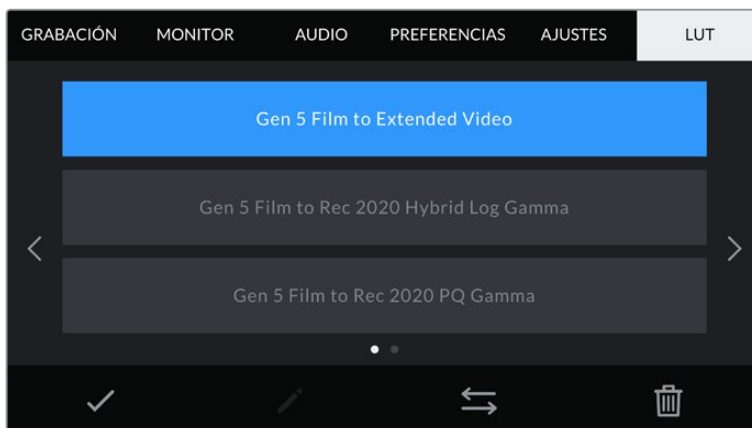 GRABACIÓN MONITOR AUDIO PREFERENCIAS AJUSTES LUT
Gen 5 Film to Extended Video
Gen 5 Film to Rec 2020 Hybrid Log Gamma
Gen 5 Film to Rec 2020 PQ Gamma